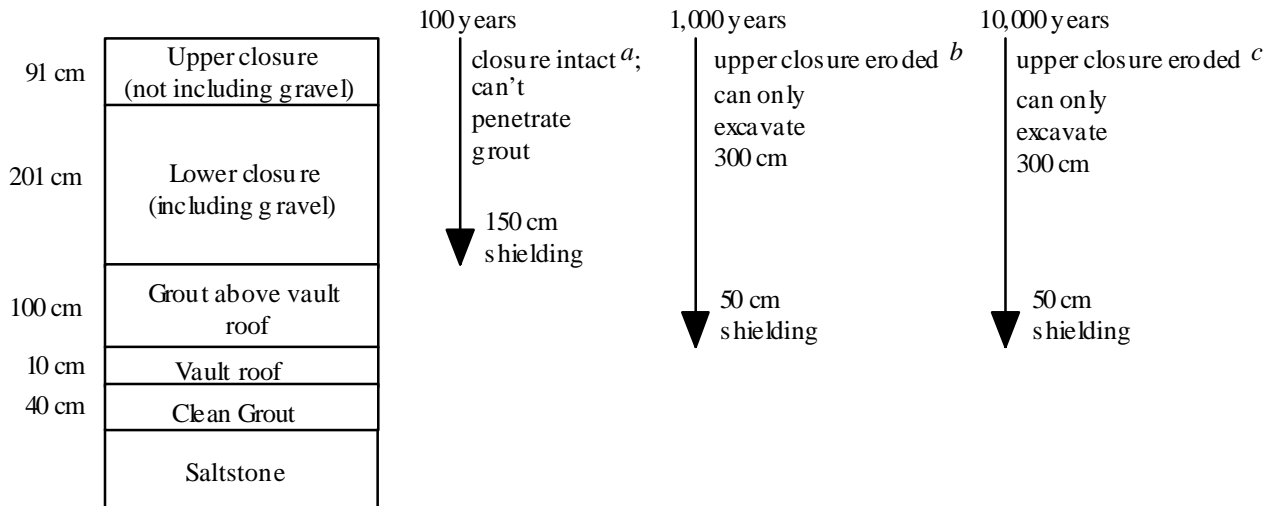 91 cm
Upper closure
(not including gravel)
201 cm
Lower closure
(including gravel)
100 cm
Grout above vault
roof
10 cm
Vault roof
40 cm
Clean Grout
Saltstone
100 years
closure intact a;
can't
penetrate
grout
150 cm
shielding
1,000 years
upper closure eroded b
can only
excavate
300 cm
50 cm
shielding
10,000 years
upper closure eroded c
can only
excavate
300 cm
50 cm
shielding